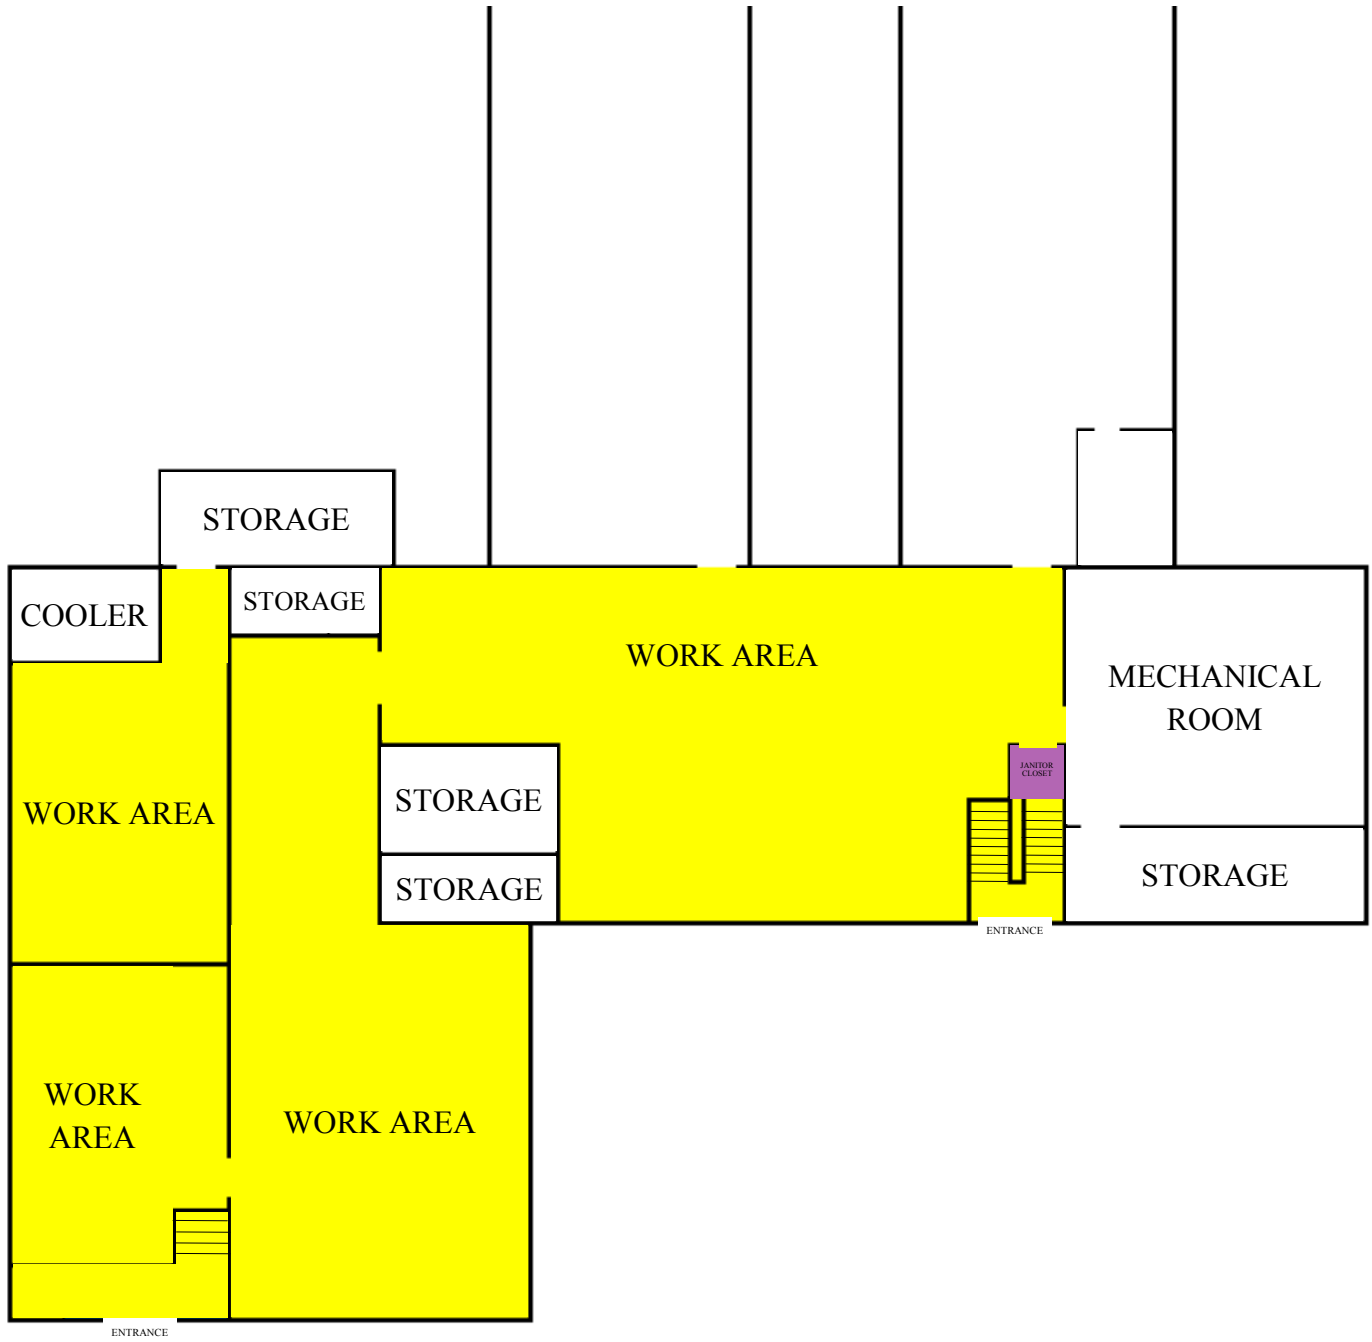 STORAGE
STORAGE
COOLER
WORK AREA
MECHANICAL
ROOM
JANITOR
CLOSET
STORAGE
WORK AREA
STORAGE
STORAGE
ENTRANCE
WORK
AREA
WORK AREA
ENTRANCE